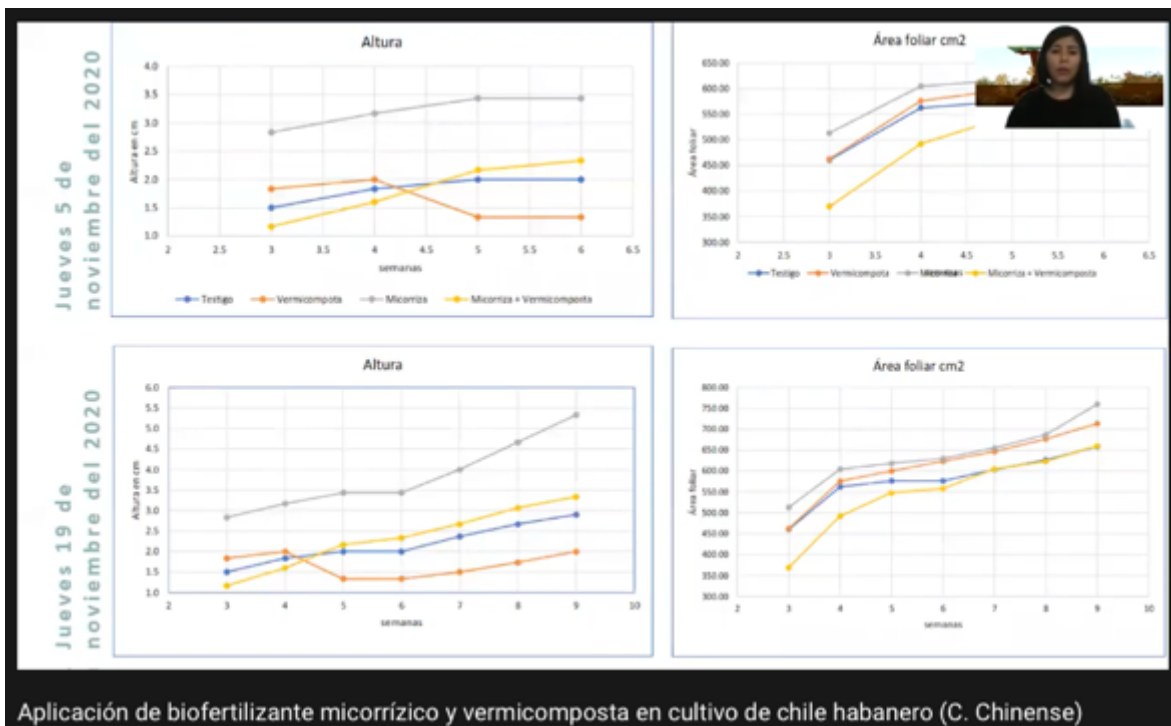 Jueves 5 de
noviembre del 2020
Altura
4.0
3.5
3.0
2.5
2.0
1.5
1.0
Altura en cm
2 2.5 3 3.5 4 4.5 5 5.5 6 6.5
semanas
Testigo Vermicompota Micorriza Micorriza + Vermicomposta
Área foliar cm2
650.00
600.00
550.00
500.00
450.00
400.00
350.00
300.00
Área foliar
2 2.5 3 3.5 4 4.5 5 5.5 6 6.5
Testigo Vermicompota Micorriza + Vermicomposta
Jueves 19 de
noviembre del 2020
Altura
6.0
5.5
5.0
4.5
4.0
3.5
3.0
2.5
2.0
1.5
1.0
Altura en cm
2 3 4 5 6 7 8 9 10
semanas
Área foliar cm2
800.00
750.00
700.00
650.00
600.00
550.00
500.00
450.00
400.00
350.00
300.00
Área foliar
2 3 4 5 6 7 8 9 10
semanas
Aplicación de biofertilizante micorrízico y vermicomposta en cultivo de chile habanero (C. Chinense)